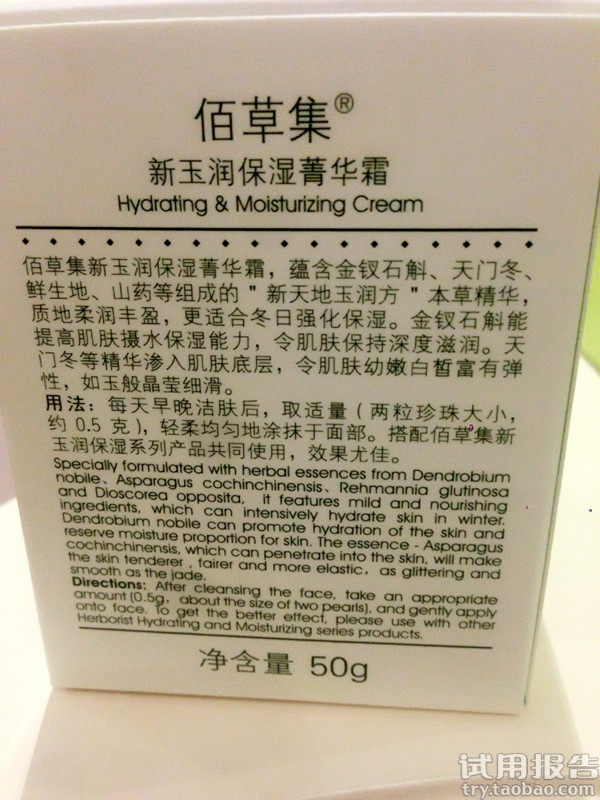 佰草集®
新玉润保湿菁华霜
Hydrating & Moisturizing Cream
佰草集新玉润保湿菁华霜，蕴含金钗石斛、天门冬、
鲜生地、山药等组成的"新天地玉润方"本草精华，
质地柔润丰盈，更适合冬日强化保湿。金钗石斛能
提高肌肤摄水保湿能力，令肌肤保持深度滋润。天
门冬等精华渗入肌肤底层，令肌肤幼嫩白皙富有弹
性，如玉般晶莹细滑。
用法：每天早晚洁肤后，取适量（两粒珍珠大小，
约0.5克），轻柔均匀地涂抹于面部。搭配佰草集新
玉润保湿系列产品共同使用，效果尤佳。
Specially formulated with herbal essences from Dendrobium
nobile、Asparagus cochinchinensis、Rehmannia glutinosa
and Dioscorea opposita, it features mild and nourishing
ingredients, which can intensively hydrate skin in winter.
Dendrobium nobile can promote hydration of the skin and
reserve moisture proportion for skin. The essence - Asparagus
cochinchinensis, which can penetrate into the skin, will make
the skin tenderer , fairer and more elastic, as glittering and
smooth as the jade.
Directions: After cleansing the face, take an appropriate
amount (0.5g, about the size of two pearls), and gently apply
onto face. To get the better effect, please use with other
Herborist Hydrating and Moisturizing series products.
净含量 50g
试用报告
try.taobao.com